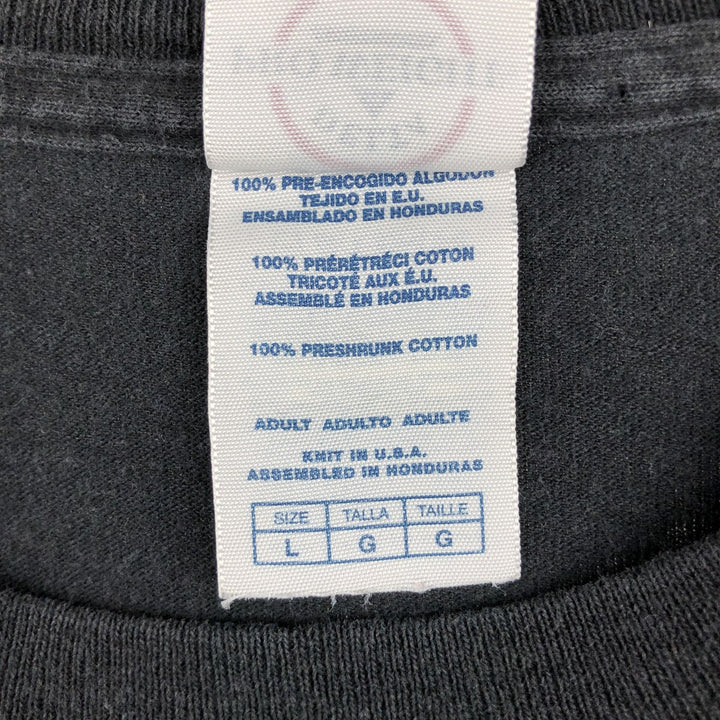 100% PRE-ENCOGIDO ALGODON
TEJIDO EN E.U.
ENSAMBLADO EN HONDURAS
100% PRÉRÉTRÉCI COTON
TRICOTÉ AUX É.U.
ASSEMBLÉ EN HONDURAS
100% PRESHRUNK COTTON
ADULT ADULTO ADULTE
KNIT IN U.S.A.
ASSEMBLED IN HONDURAS
SIZE TALLA TAILLE
L G G